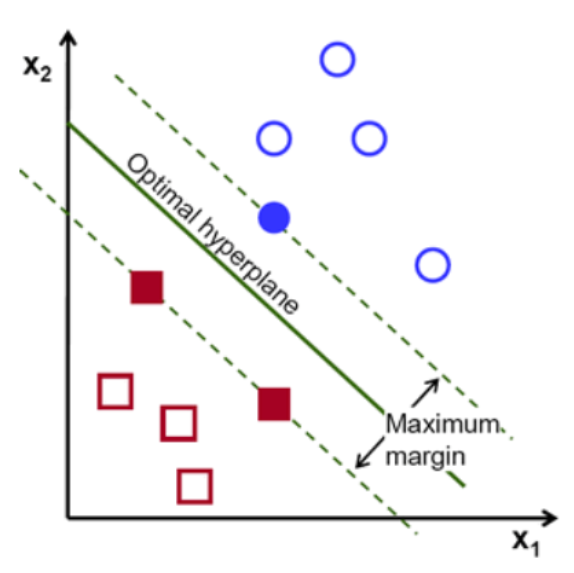 x2
Optimal hyperplane
Maximum
margin
x1